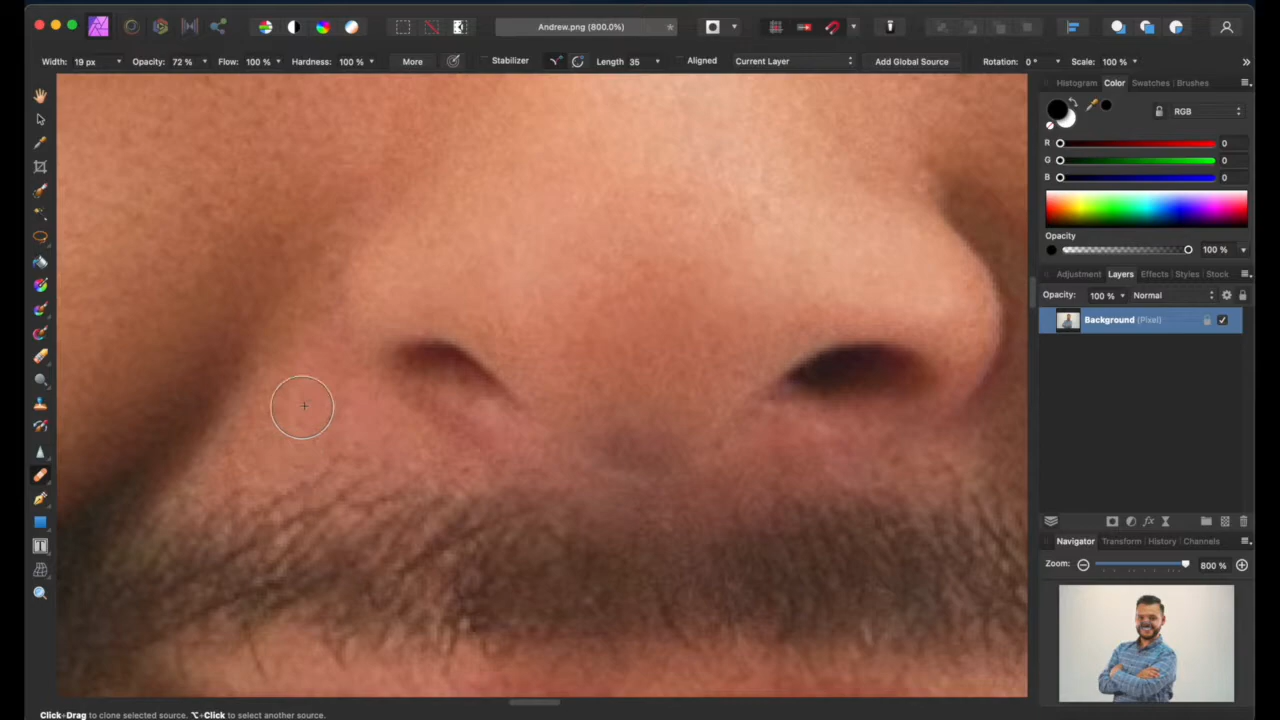 Andrew.png (800.0%) *
Width: 19 px Opacity: 72 % Flow: 100 % Hardness: 100 % More Stabilizer Length 35 Aligned Current Layer Add Global Source Rotation: 0 ° Scale: 100 % »
Histogram Color Swatches Brushes
RGB
R 0
G 0
B 0
Opacity
100 %
Adjustment Layers Effects Styles Stock
Opacity: 100 % Normal
Background (Pixel)
fx
Navigator Transform History Channels
Zoom: 800 %
Click+Drag to clone selected source. ⌥+Click to select another source.